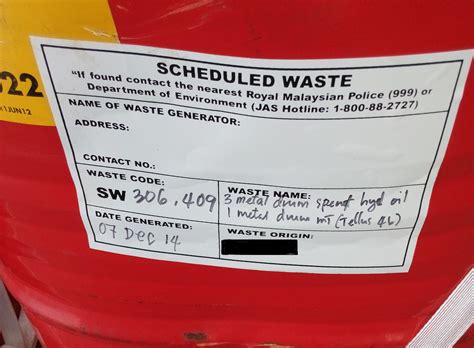 22
x1JUN12
SCHEDULED WASTE
"If found contact the nearest Royal Malaysian Police (999) or
Department of Environment (JAS Hotline: 1-800-88-2727)
NAME OF WASTE GENERATOR:
ADDRESS:
CONTACT NO.:
WASTE CODE:
SW 306, 409
WASTE NAME:
3 metal drum spent hyd oil
1 metal drum MT (Tellus 46)
DATE GENERATED:
07 Dec 14
WASTE ORIGIN: